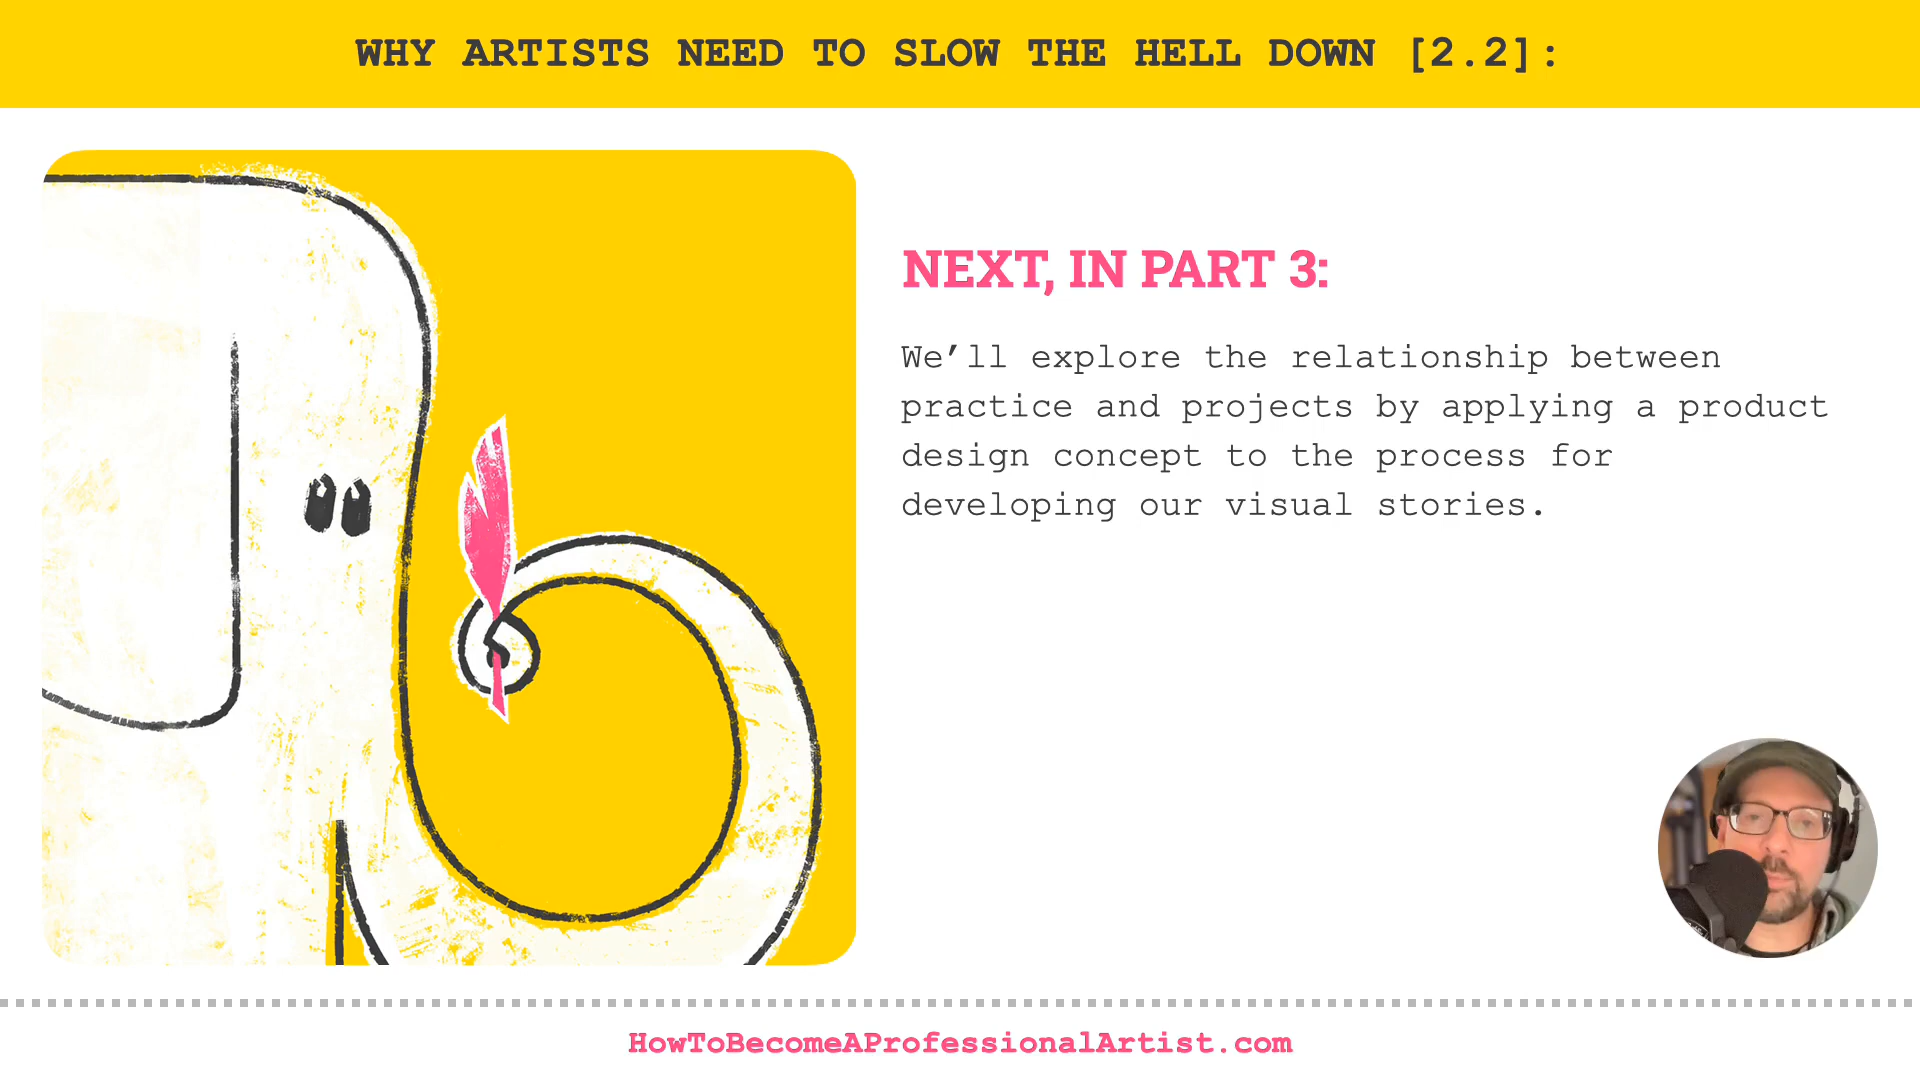 WHY ARTISTS NEED TO SLOW THE HELL DOWN [2.2]:
NEXT, IN PART 3:
We’ll explore the relationship between
practice and projects by applying a product
design concept to the process for
developing our visual stories.
HowToBecomeAProfessionalArtist.com